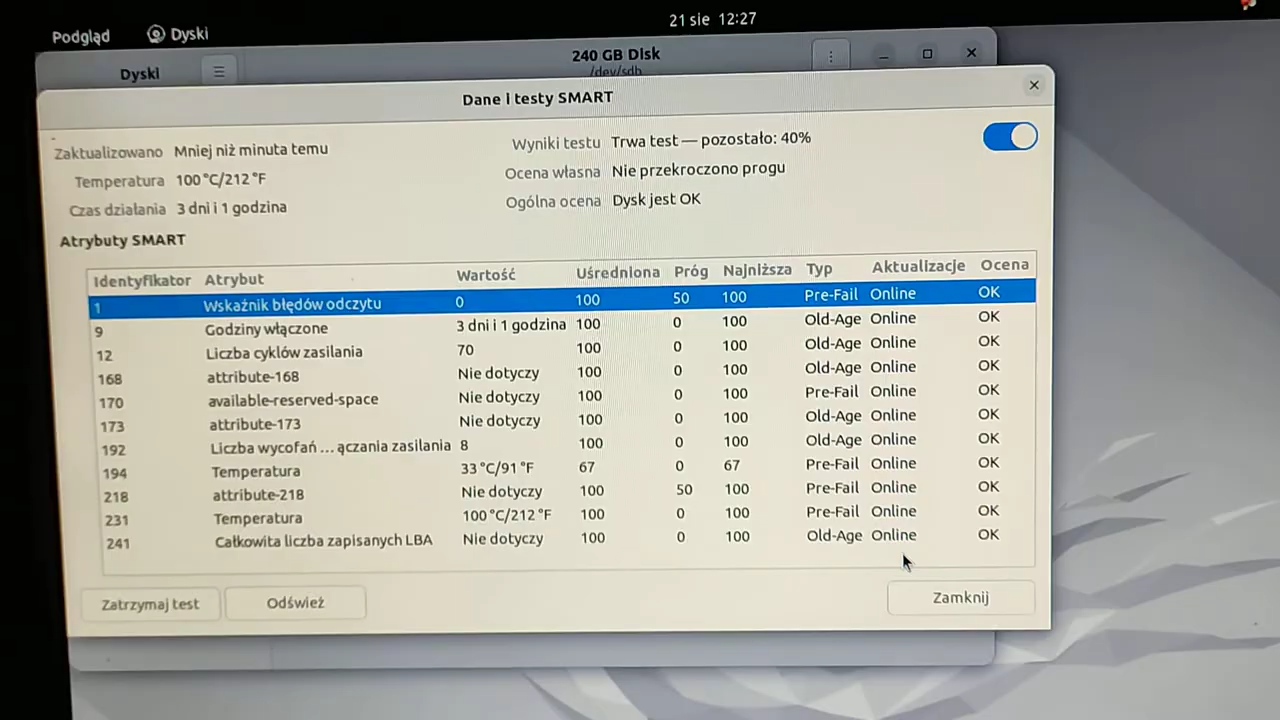 21 sie 12:27
Podgląd Dyski
Dyski
240 GB Disk
/dev/sdb
Dane i testy SMART
Zaktualizowano Mniej niż minuta temu
Temperatura 100 °C/212 °F
Czas działania 3 dni i 1 godzina
Wyniki testu Trwa test — pozostało: 40%
Ocena własna Nie przekroczono progu
Ogólna ocena Dysk jest OK
Atrybuty SMART
Identyfikator Atrybut Wartość Uśredniona Próg Najniższa Typ Aktualizacje Ocena
1 Wskaźnik błędów odczytu 0 100 50 100 Pre-Fail Online OK
9 Godziny włączone 3 dni i 1 godzina 100 0 100 Old-Age Online OK
12 Liczba cyklów zasilania 70 100 0 100 Old-Age Online OK
168 attribute-168 Nie dotyczy 100 0 100 Old-Age Online OK
170 available-reserved-space Nie dotyczy 100 0 100 Pre-Fail Online OK
173 attribute-173 Nie dotyczy 100 0 100 Old-Age Online OK
192 Liczba wycofań … ączania zasilania 8 100 0 100 Old-Age Online OK
194 Temperatura 33 °C/91 °F 67 0 67 Pre-Fail Online OK
218 attribute-218 Nie dotyczy 100 50 100 Pre-Fail Online OK
231 Temperatura 100 °C/212 °F 100 0 100 Pre-Fail Online OK
241 Całkowita liczba zapisanych LBA Nie dotyczy 100 0 100 Old-Age Online OK
Zatrzymaj test Odśwież Zamknij